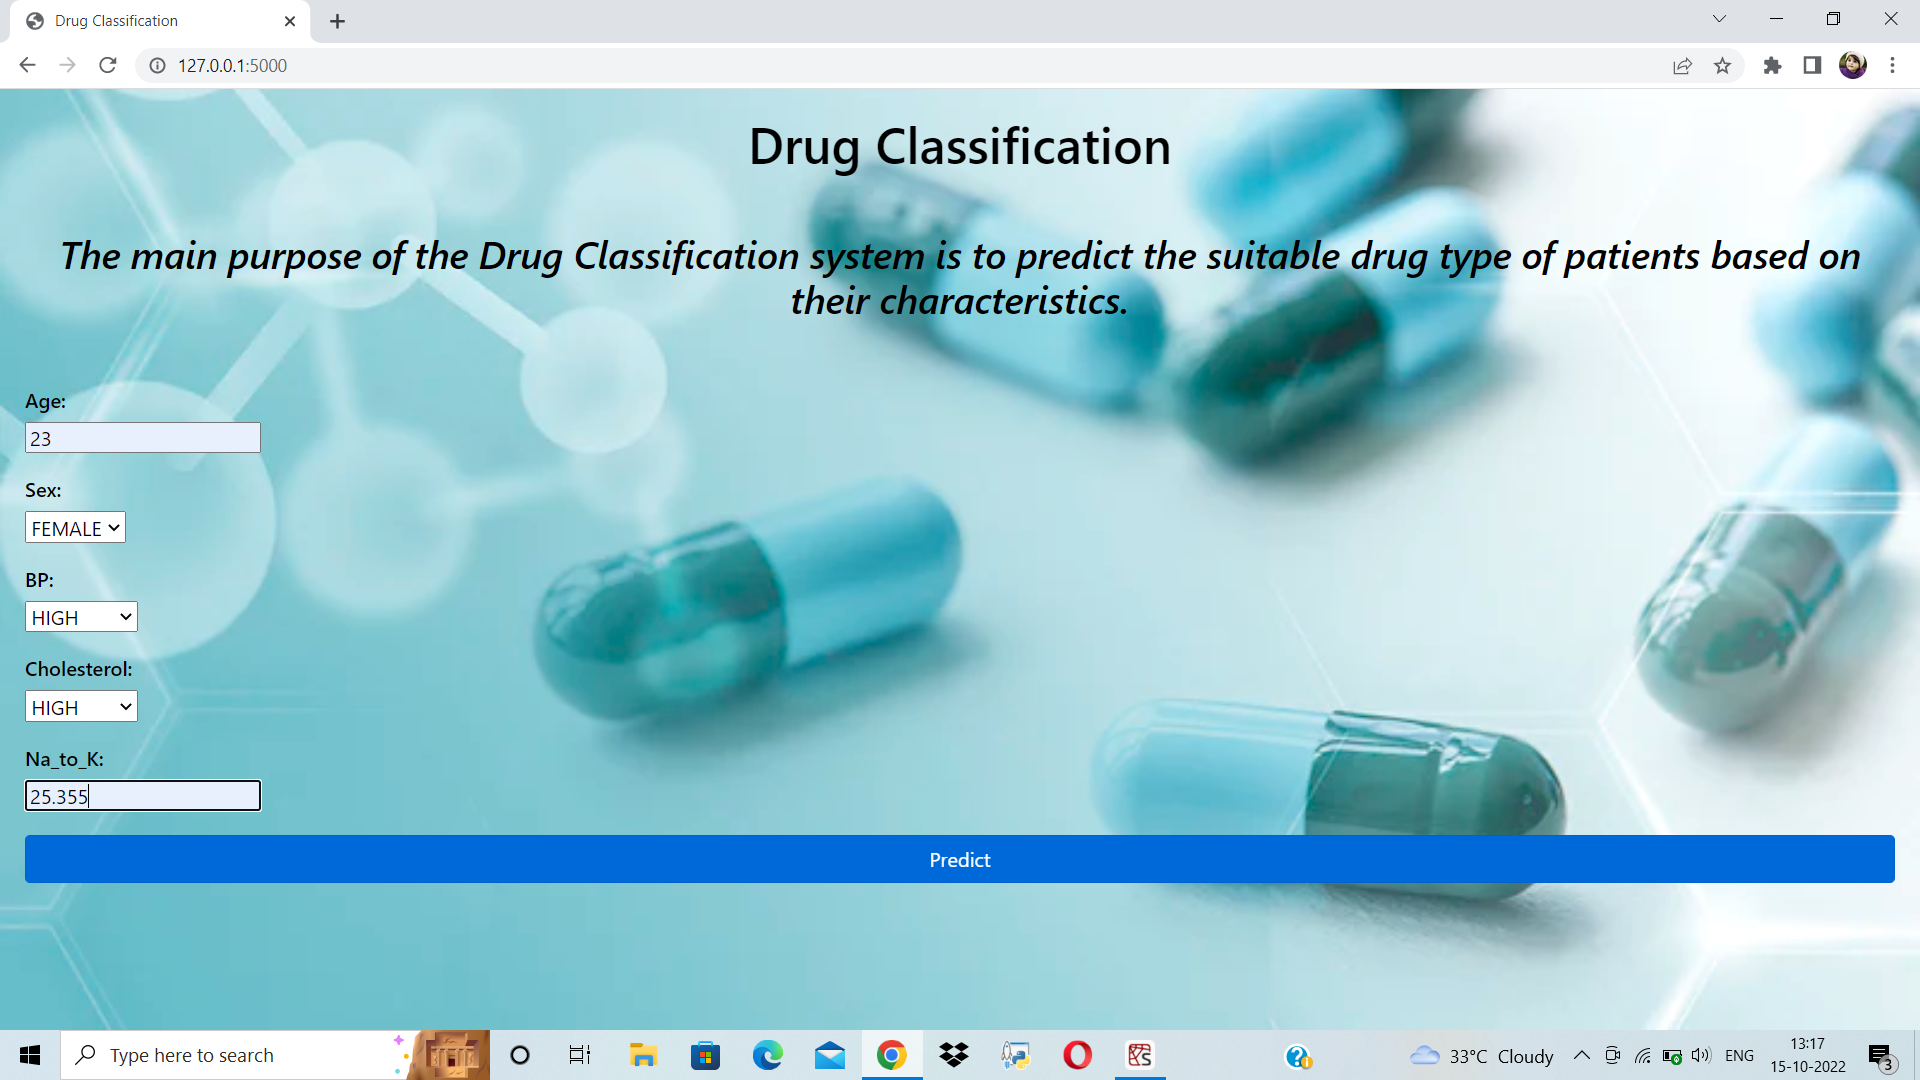 Drug Classification
127.0.0.1:5000
Drug Classification
The main purpose of the Drug Classification system is to predict the suitable drug type of patients based on
their characteristics.
Age:
23
Sex:
FEMALE
BP:
HIGH
Cholesterol:
HIGH
Na_to_K:
25.355
Predict
Type here to search
33°C Cloudy
ENG
13:17
15-10-2022
3